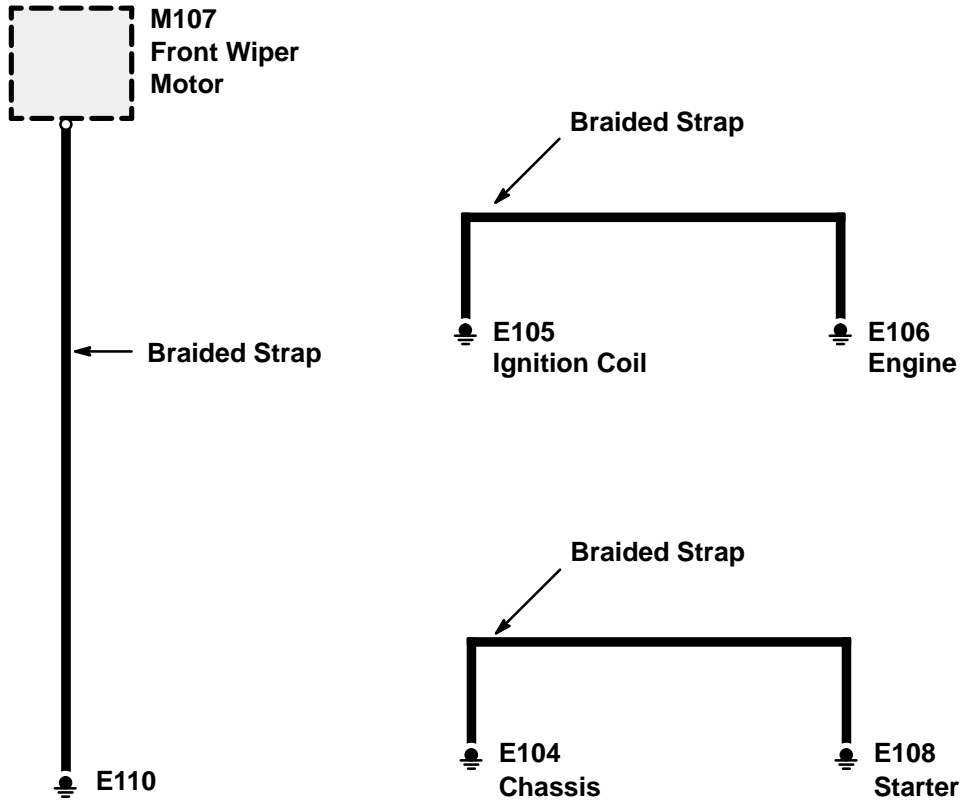 M107
Front Wiper
Motor
Braided Strap
Braided Strap
E105
Ignition Coil
E106
Engine
Braided Strap
E110
E104
Chassis
E108
Starter